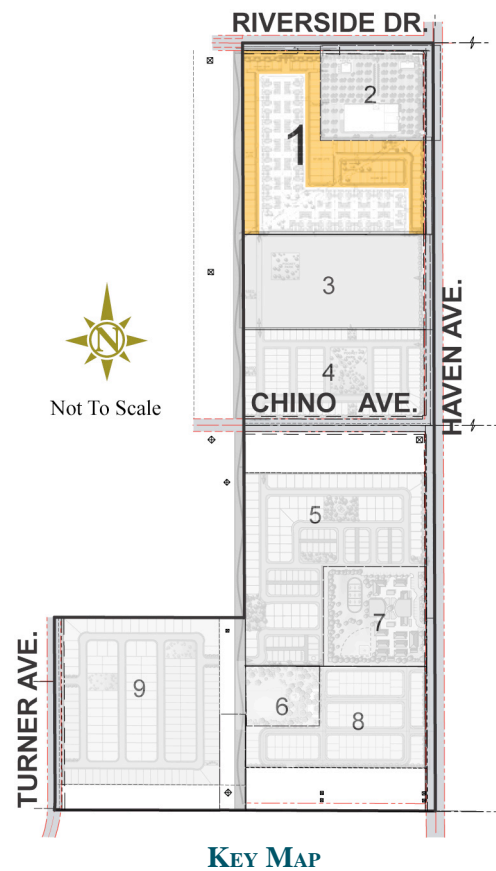 RIVERSIDE DR.
2
1
3
HAVEN AVE.
N
Not To Scale
4
CHINO AVE.
5
7
TURNER AVE.
9
6
8
KEY MAP